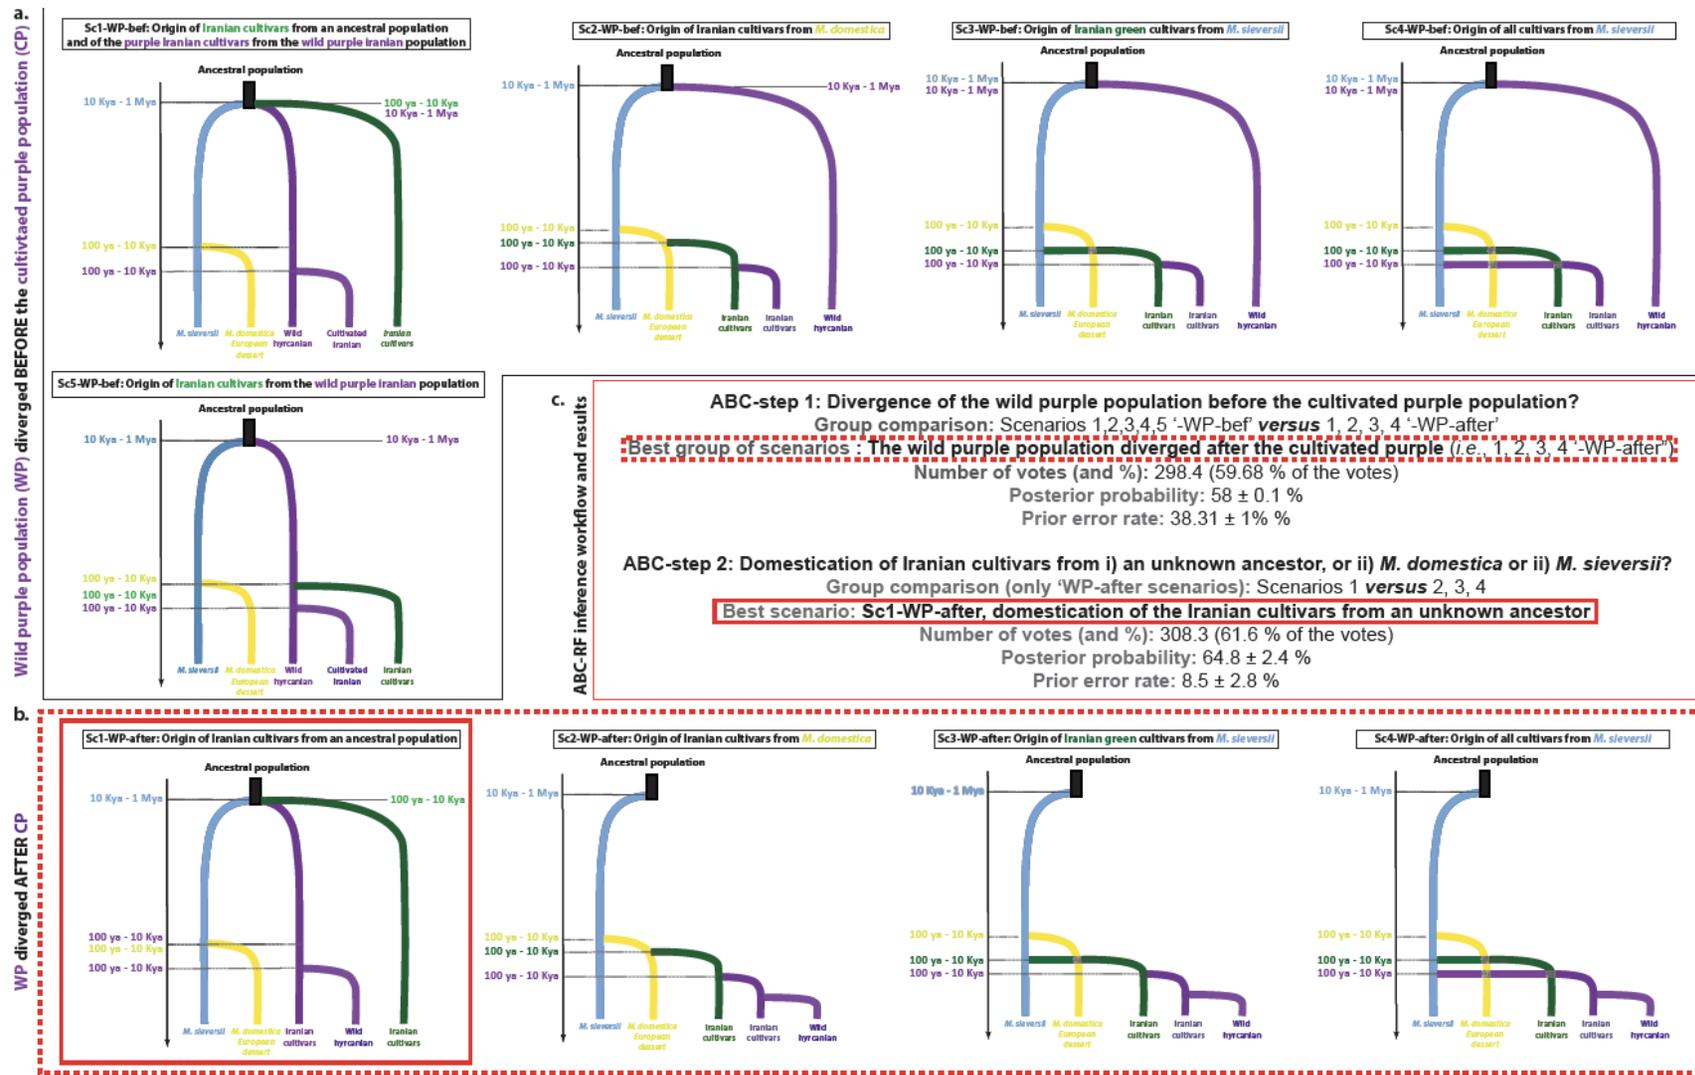 a.
Wild purple population (WP) diverged BEFORE the cultivtaed purple population (CP)
Sc1-WP-bef: Origin of Iranian cultivars from an ancestral population
and of the purple Iranian cultivars from the wild purple iranian population
Ancestral population
10 Kya - 1 Mya
100 ya - 10 Kya
10 Kya - 1 Mya
100 ya - 10 Kya
100 ya - 10 Kya
M. sieversii
M. domestica
European
dessert
Wild
hyrcanian
Cultivated
Iranian
Iranian
cultivars
Sc2-WP-bef: Origin of Iranian cultivars from M. domestica
Ancestral population
10 Kya - 1 Mya
10 Kya - 1 Mya
100 ya - 10 Kya
100 ya - 10 Kya
100 ya - 10 Kya
M. sieversii
M. domestica
European
dessert
Iranian
cultivars
Iranian
cultivars
Wild
hyrcanian
Sc3-WP-bef: Origin of Iranian green cultivars from M. sieversii
Ancestral population
10 Kya - 1 Mya
10 Kya - 1 Mya
100 ya - 10 Kya
100 ya - 10 Kya
100 ya - 10 Kya
M. sieversii
M. domestica
European
dessert
Iranian
cultivars
Iranian
cultivars
Wild
hyrcanian
Sc4-WP-bef: Origin of all cultivars from M. sieversii
Ancestral population
10 Kya - 1 Mya
10 Kya - 1 Mya
100 ya - 10 Kya
100 ya - 10 Kya
100 ya - 10 Kya
M. sieversii
M. domestica
European
dessert
Iranian
cultivars
Iranian
cultivars
Wild
hyrcanian
Sc5-WP-bef: Origin of Iranian cultivars from the wild purple iranian population
Ancestral population
10 Kya - 1 Mya
10 Kya - 1 Mya
100 ya - 10 Kya
100 ya - 10 Kya
100 ya - 10 Kya
M. sieversii
M. domestica
European
dessert
Wild
hyrcanian
Cultivated
Iranian
Iranian
cultivars
c.
ABC-RF inference workflow and results
ABC-step 1: Divergence of the wild purple population before the cultivated purple population?
Group comparison: Scenarios 1,2,3,4,5 '-WP-bef' versus 1, 2, 3, 4 '-WP-after'
Best group of scenarios : The wild purple population diverged after the cultivated purple (i.e., 1, 2, 3, 4 '-WP-after")
Number of votes (and %): 298.4 (59.68 % of the votes)
Posterior probability: 58 ± 0.1 %
Prior error rate: 38.31 ± 1% %
ABC-step 2: Domestication of Iranian cultivars from i) an unknown ancestor, or ii) M. domestica or ii) M. sieversii?
Group comparison (only 'WP-after scenarios): Scenarios 1 versus 2, 3, 4
Best scenario: Sc1-WP-after, domestication of the Iranian cultivars from an unknown ancestor
Number of votes (and %): 308.3 (61.6 % of the votes)
Posterior probability: 64.8 ± 2.4 %
Prior error rate: 8.5 ± 2.8 %
b.
WP diverged AFTER CP
Sc1-WP-after: Origin of Iranian cultivars from an ancestral population
Ancestral population
10 Kya - 1 Mya
100 ya - 10 Kya
100 ya - 10 Kya
100 ya - 10 Kya
100 ya - 10 Kya
M. sieversii
M. domestica
European
dessert
Iranian
cultivars
Wild
hyrcanian
Iranian
cultivars
Sc2-WP-after: Origin of Iranian cultivars from M. domestica
Ancestral population
10 Kya - 1 Mya
100 ya - 10 Kya
100 ya - 10 Kya
100 ya - 10 Kya
M. sieversii
M. domestica
European
dessert
Iranian
cultivars
Iranian
cultivars
Wild
hyrcanian
Sc3-WP-after: Origin of Iranian green cultivars from M. sieversii
Ancestral population
10 Kya - 1 Mya
100 ya - 10 Kya
100 ya - 10 Kya
100 ya - 10 Kya
M. sieversii
M. domestica
European
dessert
Iranian
cultivars
Iranian
cultivars
Wild
hyrcanian
Sc4-WP-after: Origin of all cultivars from M. sieversii
Ancestral population
10 Kya - 1 Mya
100 ya - 10 Kya
100 ya - 10 Kya
100 ya - 10 Kya
M. sieversii
M. domestica
European
dessert
Iranian
cultivars
Iranian
cultivars
Wild
hyrcanian